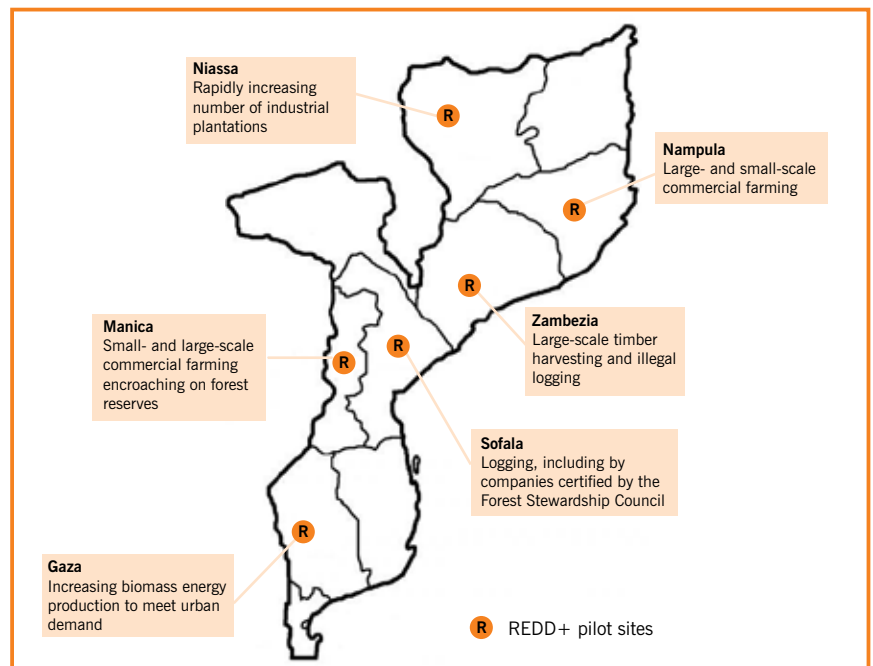 Niassa
Rapidly increasing
number of industrial
plantations
R
Nampula
Large- and small-scale
commercial farming
R
R
Zambezia
Large-scale timber
harvesting and illegal
logging
Manica
Small- and large-scale
commercial farming
encroaching on forest
reserves
R
R
Sofala
Logging, including by
companies certified by the
Forest Stewardship Council
R
Gaza
Increasing biomass energy
production to meet urban
demand
R REDD+ pilot sites